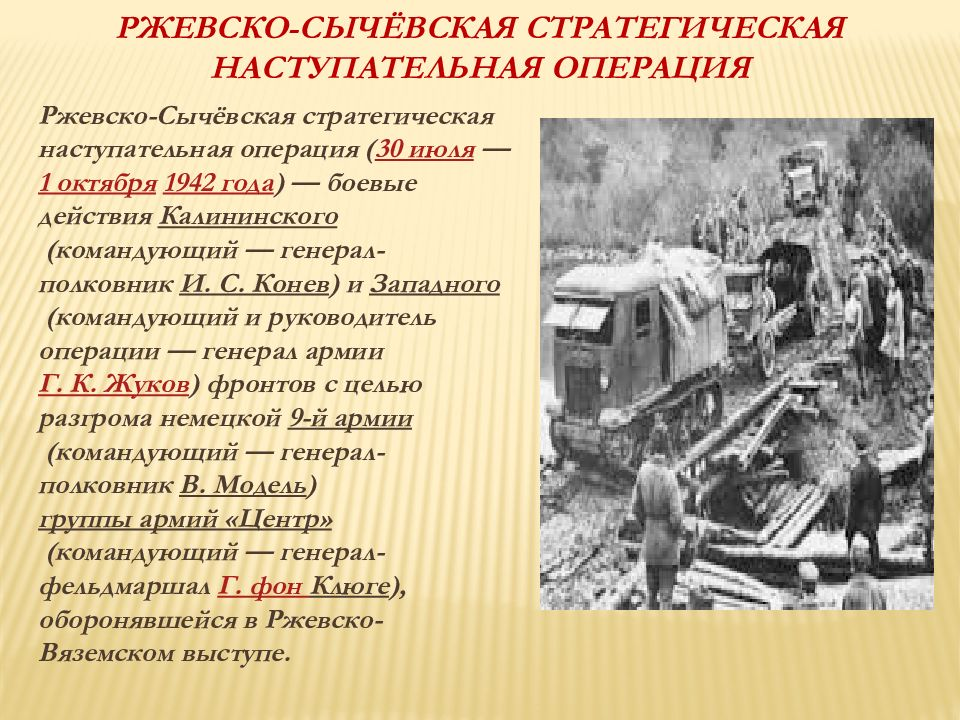 РЖЕВСКО-СЫЧЁВСКАЯ СТРАТЕГИЧЕСКАЯ
НАСТУПАТЕЛЬНАЯ ОПЕРАЦИЯ
Ржевско-Сычёвская стратегическая
наступательная операция (30 июля —
1 октября 1942 года) — боевые
действия Калининского
(командующий — генерал-
полковник И. С. Конев) и Западного
(командующий и руководитель
операции — генерал армии
Г. К. Жуков) фронтов с целью
разгрома немецкой 9-й армии
(командующий — генерал-
полковник В. Модель)
группы армий «Центр»
(командующий — генерал-
фельдмаршал Г. фон Клюге),
оборонявшейся в Ржевско-
Вяземском выступе.